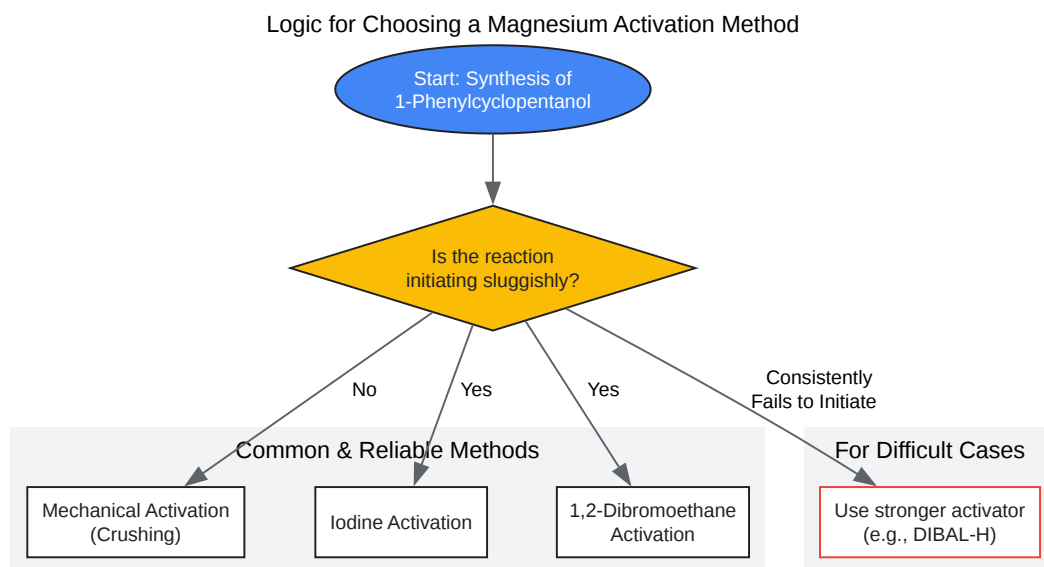 Logic for Choosing a Magnesium Activation Method
Start: Synthesis of
1-Phenylcyclopentanol
Is the reaction
initiating sluggishly?
No
Yes
Yes
Consistently
Fails to Initiate
Common & Reliable Methods
For Difficult Cases
Mechanical Activation
(Crushing)
Iodine Activation
1,2-Dibromoethane
Activation
Use stronger activator
(e.g., DIBAL-H)